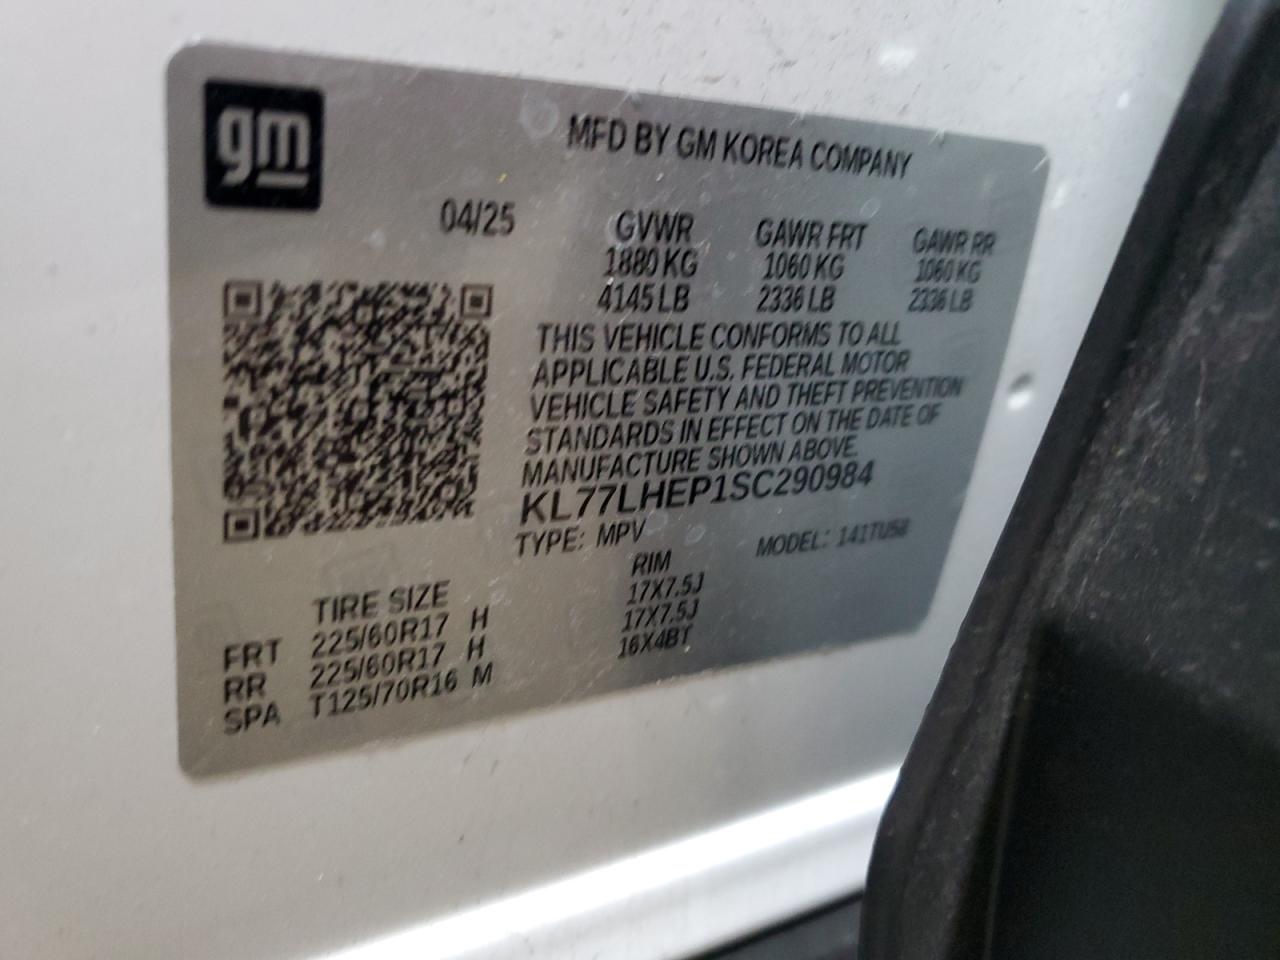 gm
MFD BY GM KOREA COMPANY
04/25
GVWR GAWR FRT GAWR RR
1880 KG 1060 KG 1060 KG
4145 LB 2336 LB 2336 LB
THIS VEHICLE CONFORMS TO ALL
APPLICABLE U.S. FEDERAL MOTOR
VEHICLE SAFETY AND THEFT PREVENTION
STANDARDS IN EFFECT ON THE DATE OF
MANUFACTURE SHOWN ABOVE.
KL77LHEP1SC290984
TYPE: MPV MODEL: 141TU58
TIRE SIZE RIM
FRT 225/60R17 H 17X7.5J
RR 225/60R17 H 17X7.5J
SPA T125/70R16 M 16X4BT